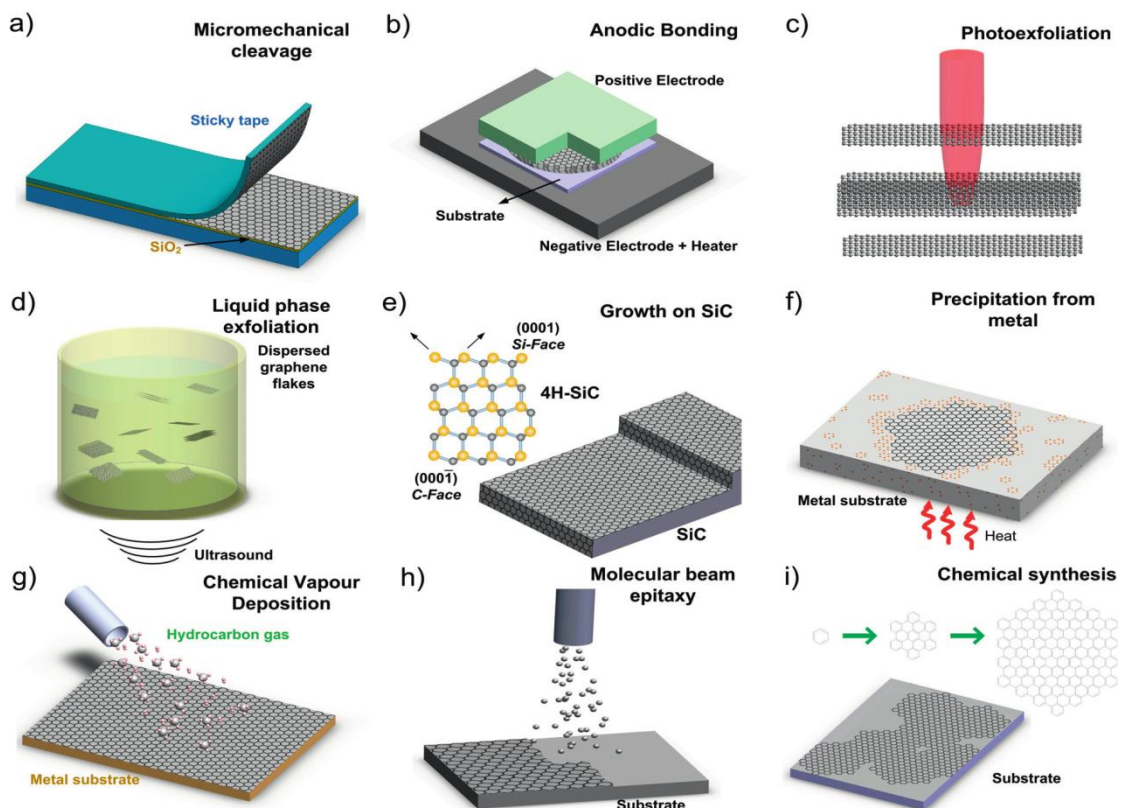 a)
Micromechanical
cleavage
Sticky tape
SiO₂
b)
Anodic Bonding
Positive Electrode
Substrate
Negative Electrode + Heater
c)
Photoexfoliation
d)
Liquid phase
exfoliation
Dispersed
graphene
flakes
Ultrasound
e)
Growth on SiC
(0001)
Si-Face
4H-SiC
(0001̅)
C-Face
SiC
f)
Precipitation from
metal
Metal substrate
Heat
g)
Chemical Vapour
Deposition
Hydrocarbon gas
Metal substrate
h)
Molecular beam
epitaxy
Substrate
i)
Chemical synthesis
Substrate